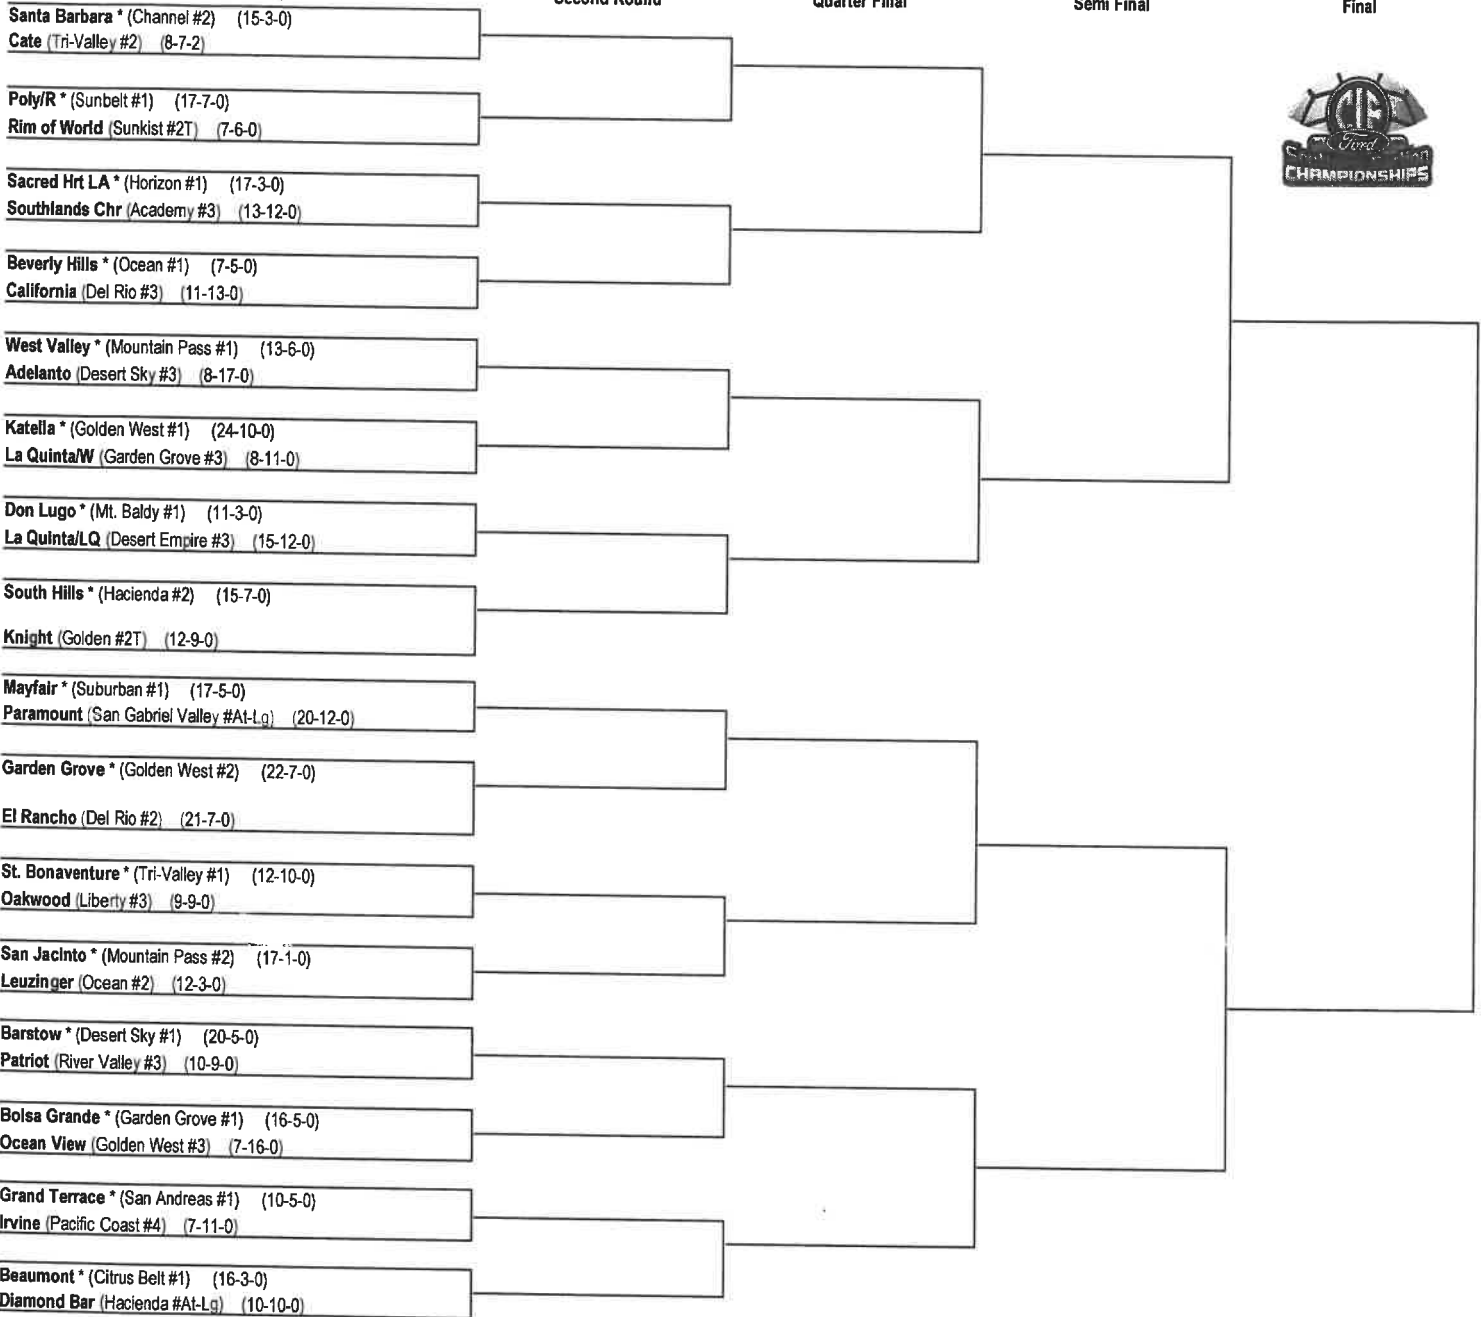 Second Round
Quarter Final
Semi Final
Final
Santa Barbara * (Channel #2) (15-3-0)
Cate (Tri-Valley #2) (8-7-2)
Poly/R * (Sunbelt #1) (17-7-0)
Rim of World (Sunkist #2T) (7-6-0)
Sacred Hrt LA * (Horizon #1) (17-3-0)
Southlands Chr (Academy #3) (13-12-0)
Beverly Hills * (Ocean #1) (7-5-0)
California (Del Rio #3) (11-13-0)
West Valley * (Mountain Pass #1) (13-6-0)
Adelanto (Desert Sky #3) (8-17-0)
Katella * (Golden West #1) (24-10-0)
La Quinta/W (Garden Grove #3) (8-11-0)
Don Lugo * (Mt. Baldy #1) (11-3-0)
La Quinta/LQ (Desert Empire #3) (15-12-0)
South Hills * (Hacienda #2) (15-7-0)
Knight (Golden #2T) (12-9-0)
Mayfair * (Suburban #1) (17-5-0)
Paramount (San Gabriel Valley #At-Lg) (20-12-0)
Garden Grove * (Golden West #2) (22-7-0)
El Rancho (Del Rio #2) (21-7-0)
St. Bonaventure * (Tri-Valley #1) (12-10-0)
Oakwood (Liberty #3) (9-9-0)
San Jacinto * (Mountain Pass #2) (17-1-0)
Leuzinger (Ocean #2) (12-3-0)
Barstow * (Desert Sky #1) (20-5-0)
Patriot (River Valley #3) (10-9-0)
Bolsa Grande * (Garden Grove #1) (16-5-0)
Ocean View (Golden West #3) (7-16-0)
Grand Terrace * (San Andreas #1) (10-5-0)
Irvine (Pacific Coast #4) (7-11-0)
Beaumont * (Citrus Belt #1) (16-3-0)
Diamond Bar (Hacienda #At-Lg) (10-10-0)
CIF
Ford
CHAMPIONSHIPS